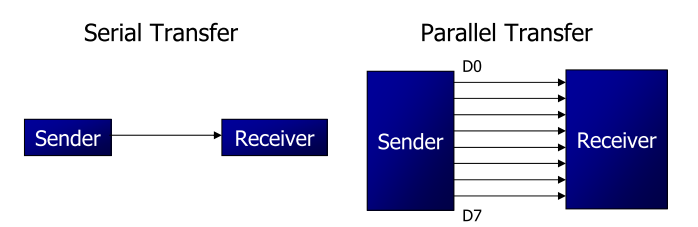 Serial Transfer
Sender
Receiver
Parallel Transfer
D0
Sender
Receiver
D7